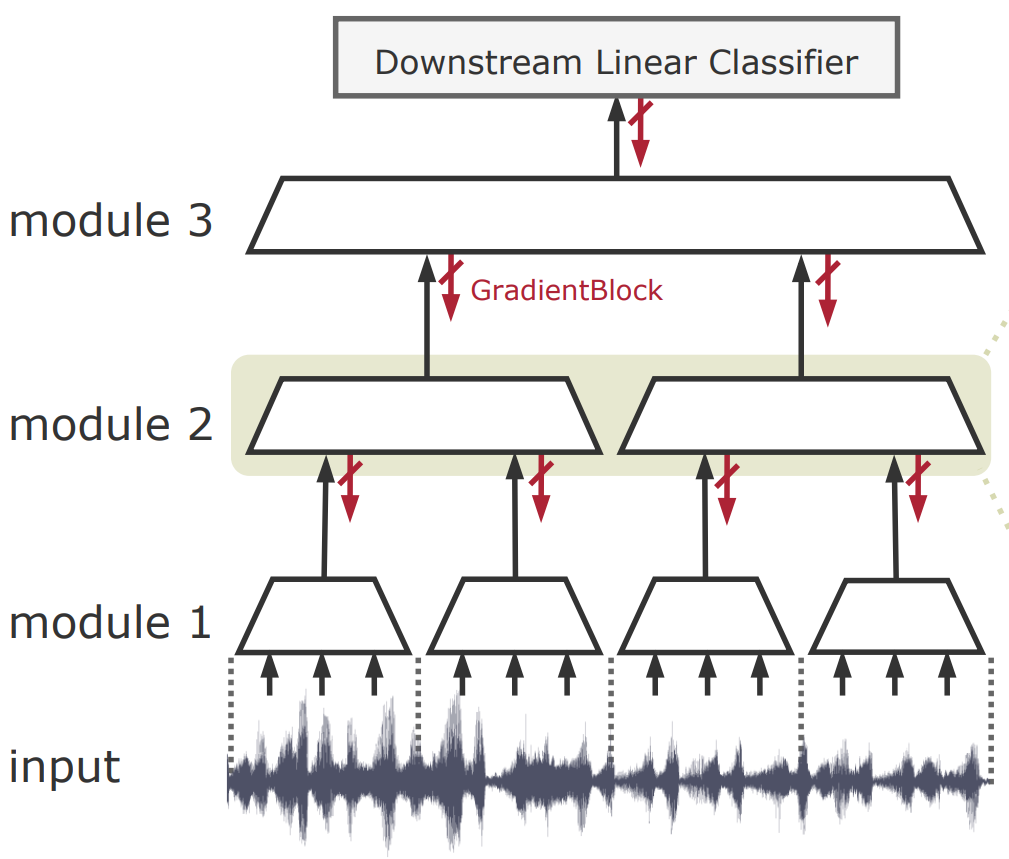 Downstream Linear Classifier
module 3
GradientBlock
module 2
module 1
input